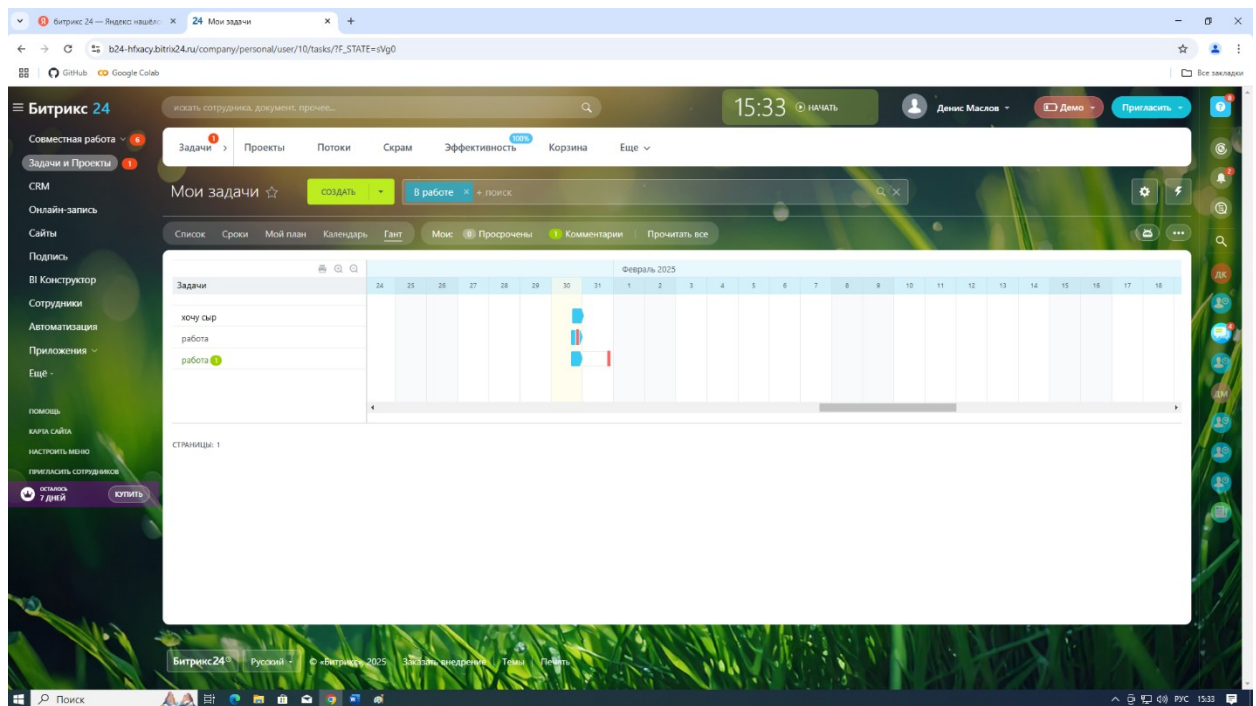 битрикс 24 — Яндекс: нашлёс
24 Мои задачи
b24-hfxacy.bitrix24.ru/company/personal/user/10/tasks/?F_STATE=sVg0
GitHub
Google Colab
Все закладки
Битрикс 24
искать сотрудника, документ, прочее...
15:33 НАЧАТЬ
Денис Маслов
Демо
Пригласить
Совместная работа 6
Задачи и Проекты 1
CRM
Онлайн-запись
Сайты
Подпись
BI Конструктор
Сотрудники
Автоматизация
Приложения
Ещё -
ПОМОЩЬ
КАРТА САЙТА
НАСТРОИТЬ МЕНЮ
ПРИГЛАСИТЬ СОТРУДНИКОВ
ОСТАЛОСЬ
7 ДНЕЙ
КУПИТЬ
1
100%
Задачи Проекты Потоки Скрам Эффективность Корзина Еще
Мои задачи
СОЗДАТЬ
В работе × + поиск
Список Сроки Мой план Календарь Гант
Мои: 0 Просрочены 1 Комментарии Прочитать все
Февраль 2025
Задачи
24 25 26 27 28 29 30 31 1 2 3 4 5 6 7 8 9 10 11 12 13 14 15 16 17 18
хочу сыр
работа
работа 1
СТРАНИЦЫ: 1
2
ДК
4
ДМ
Битрикс24
Русский -
© «Битрикс», 2025
Заказать внедрение
Темы
Печать
Поиск
РУС
15:33